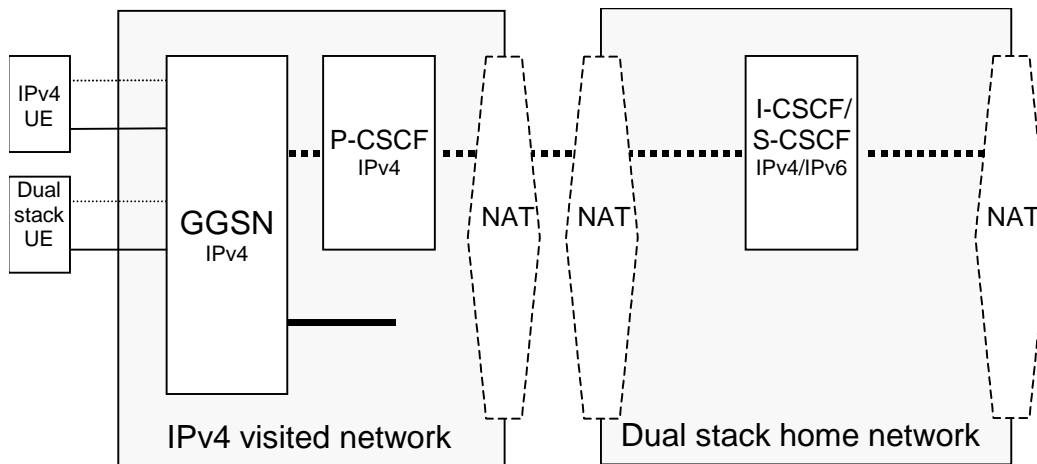 IPv4
UE
Dual
stack
UE
GGSN
IPv4
P-CSCF
IPv4
NAT
NAT
I-CSCF/
S-CSCF
IPv4/IPv6
NAT
IPv4 visited network
Dual stack home network